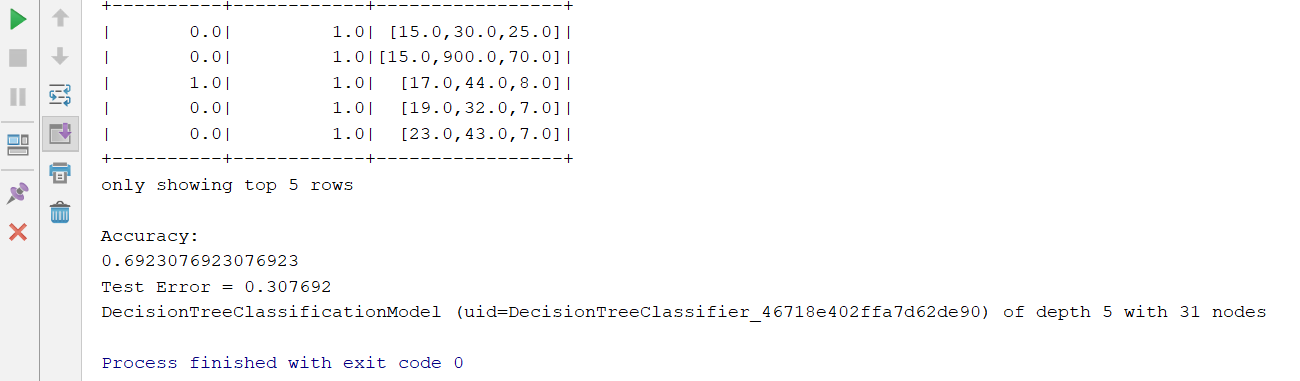 +----------+------------+-----------------+
|       0.0|         1.0| [15.0,30.0,25.0]|
|       0.0|         1.0|[15.0,900.0,70.0]|
|       1.0|         1.0|  [17.0,44.0,8.0]|
|       0.0|         1.0|  [19.0,32.0,7.0]|
|       0.0|         1.0|  [23.0,43.0,7.0]|
+----------+------------+-----------------+
only showing top 5 rows
Accuracy:
0.6923076923076923
Test Error = 0.307692
DecisionTreeClassificationModel (uid=DecisionTreeClassifier_46718e402ffa7d62de90) of depth 5 with 31 nodes
Process finished with exit code 0